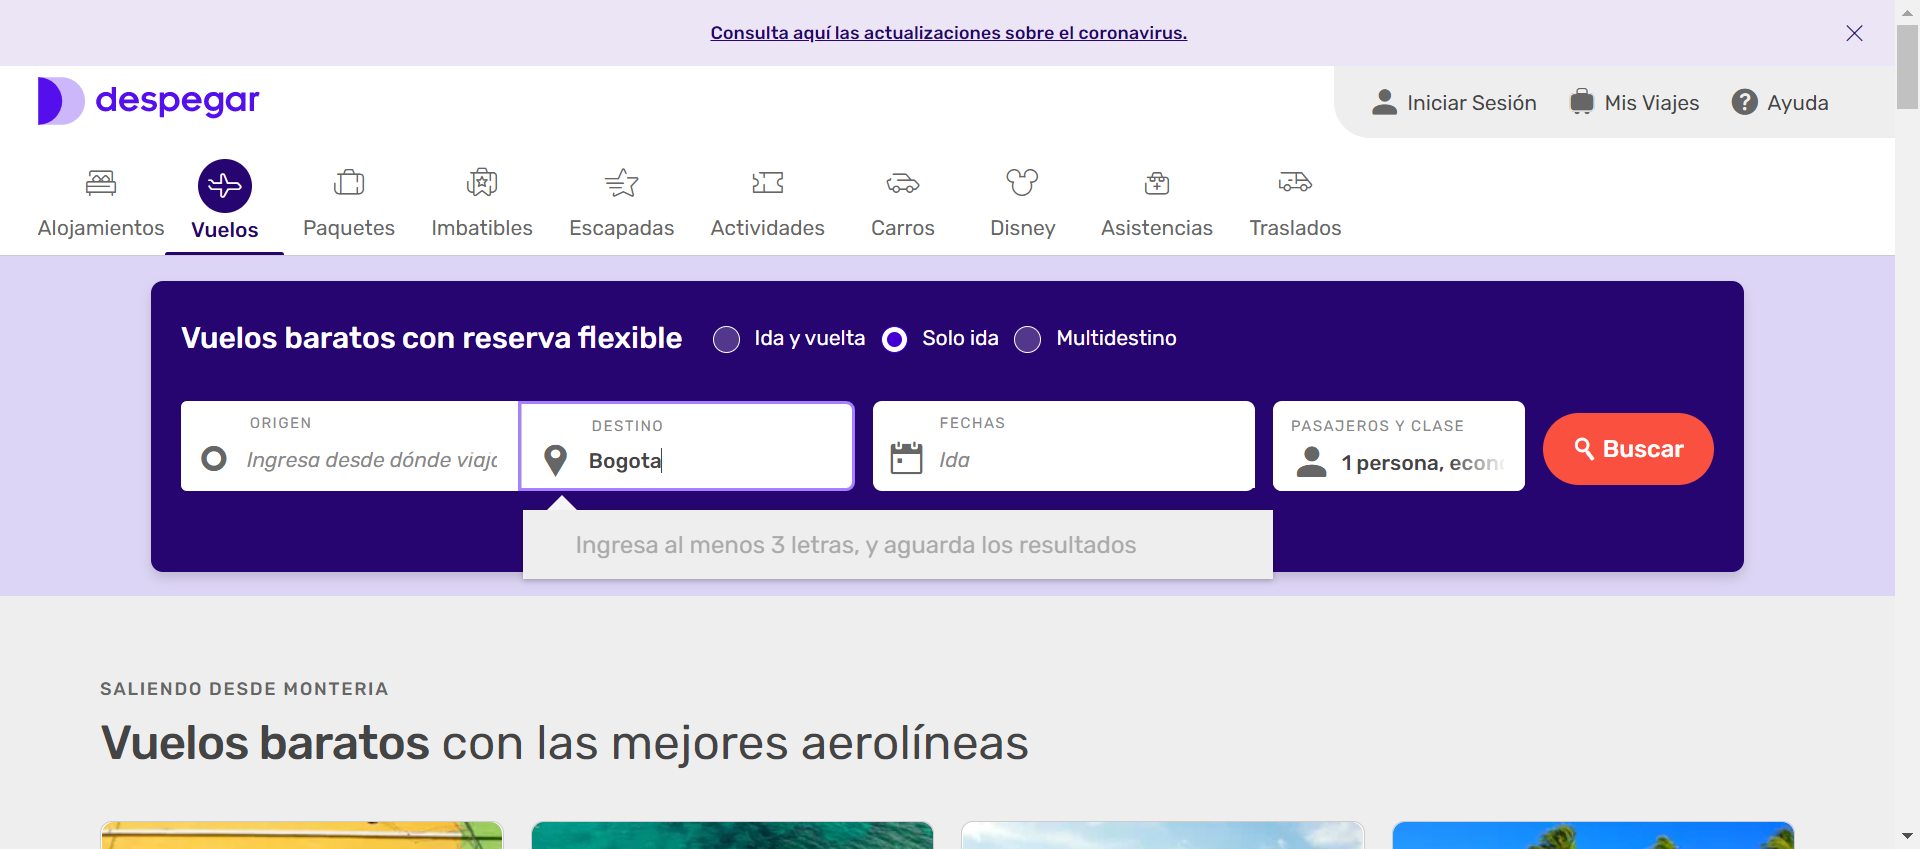 Consulta aquí las actualizaciones sobre el coronavirus.
despegar
Iniciar Sesión
Mis Viajes
? Ayuda
Alojamientos
Vuelos
Paquetes
Imbatibles
Escapadas
Actividades
Carros
Disney
Asistencias
Traslados
Vuelos baratos con reserva flexible
Ida y vuelta
Solo ida
Multidestino
ORIGEN
Ingresa desde dónde viaj
DESTINO
Bogota
FECHAS
Ida
PASAJEROS Y CLASE
1 persona, econ
Buscar
Ingresa al menos 3 letras, y aguarda los resultados
SALIENDO DESDE MONTERIA
Vuelos baratos con las mejores aerolíneas